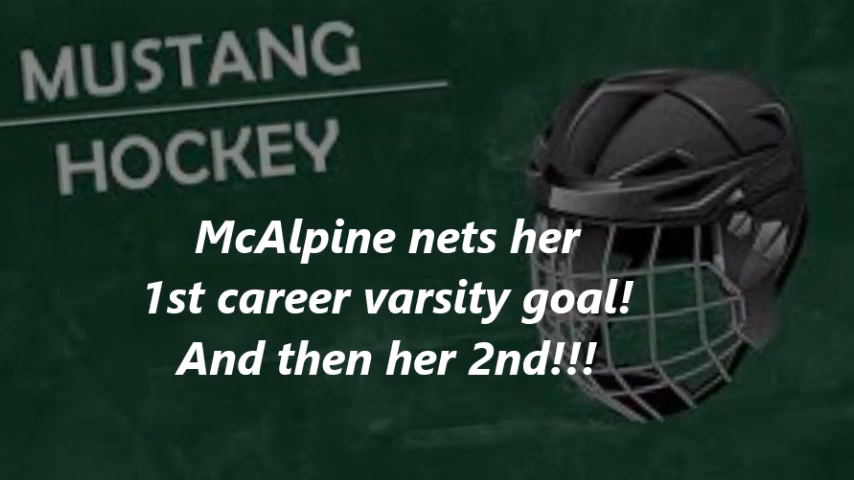 MUSTANG
HOCKEY
McAlpine nets her
1st career varsity goal!
And then her 2nd!!!